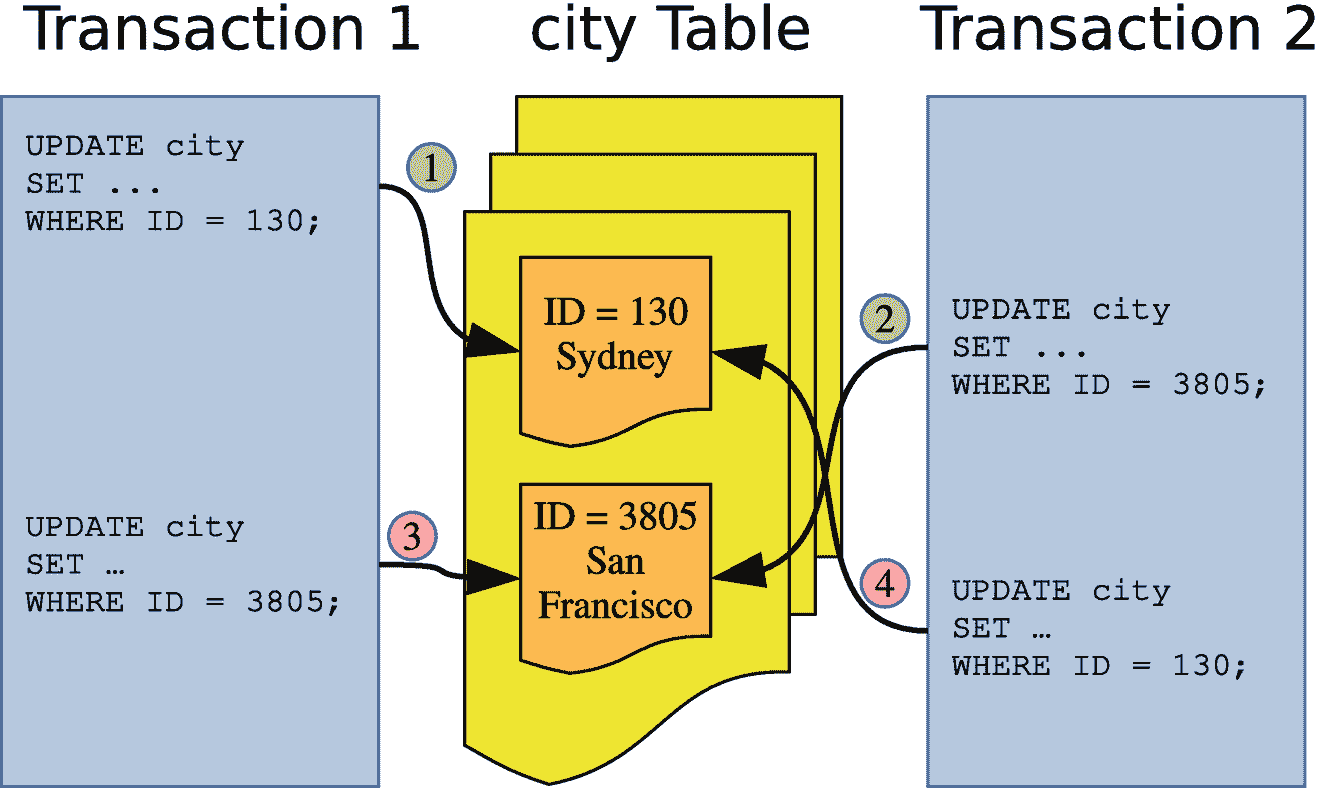 Transaction 1
city Table
Transaction 2
UPDATE city
SET ...
WHERE ID = 130;
1
ID = 130
Sydney
2
UPDATE city
SET ...
WHERE ID = 3805;
UPDATE city
SET …
WHERE ID = 3805;
3
ID = 3805
San
Francisco
4
UPDATE city
SET …
WHERE ID = 130;